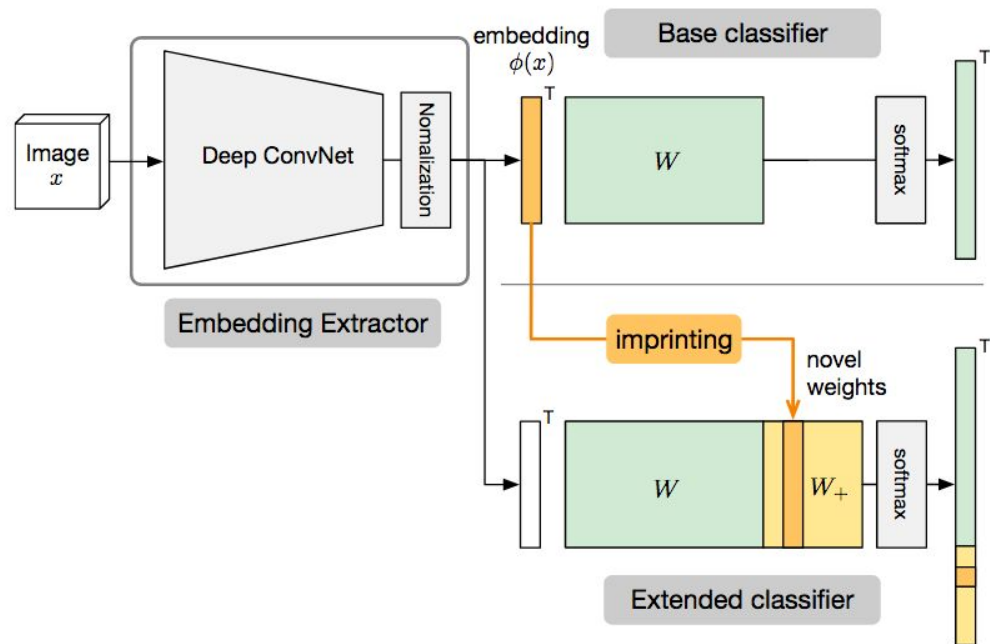 Image
x
Deep ConvNet
Nomalization
Embedding Extractor
embedding
ϕ(x)
T
Base classifier
W
softmax
T
imprinting
novel
weights
T
W
W₊
softmax
T
Extended classifier